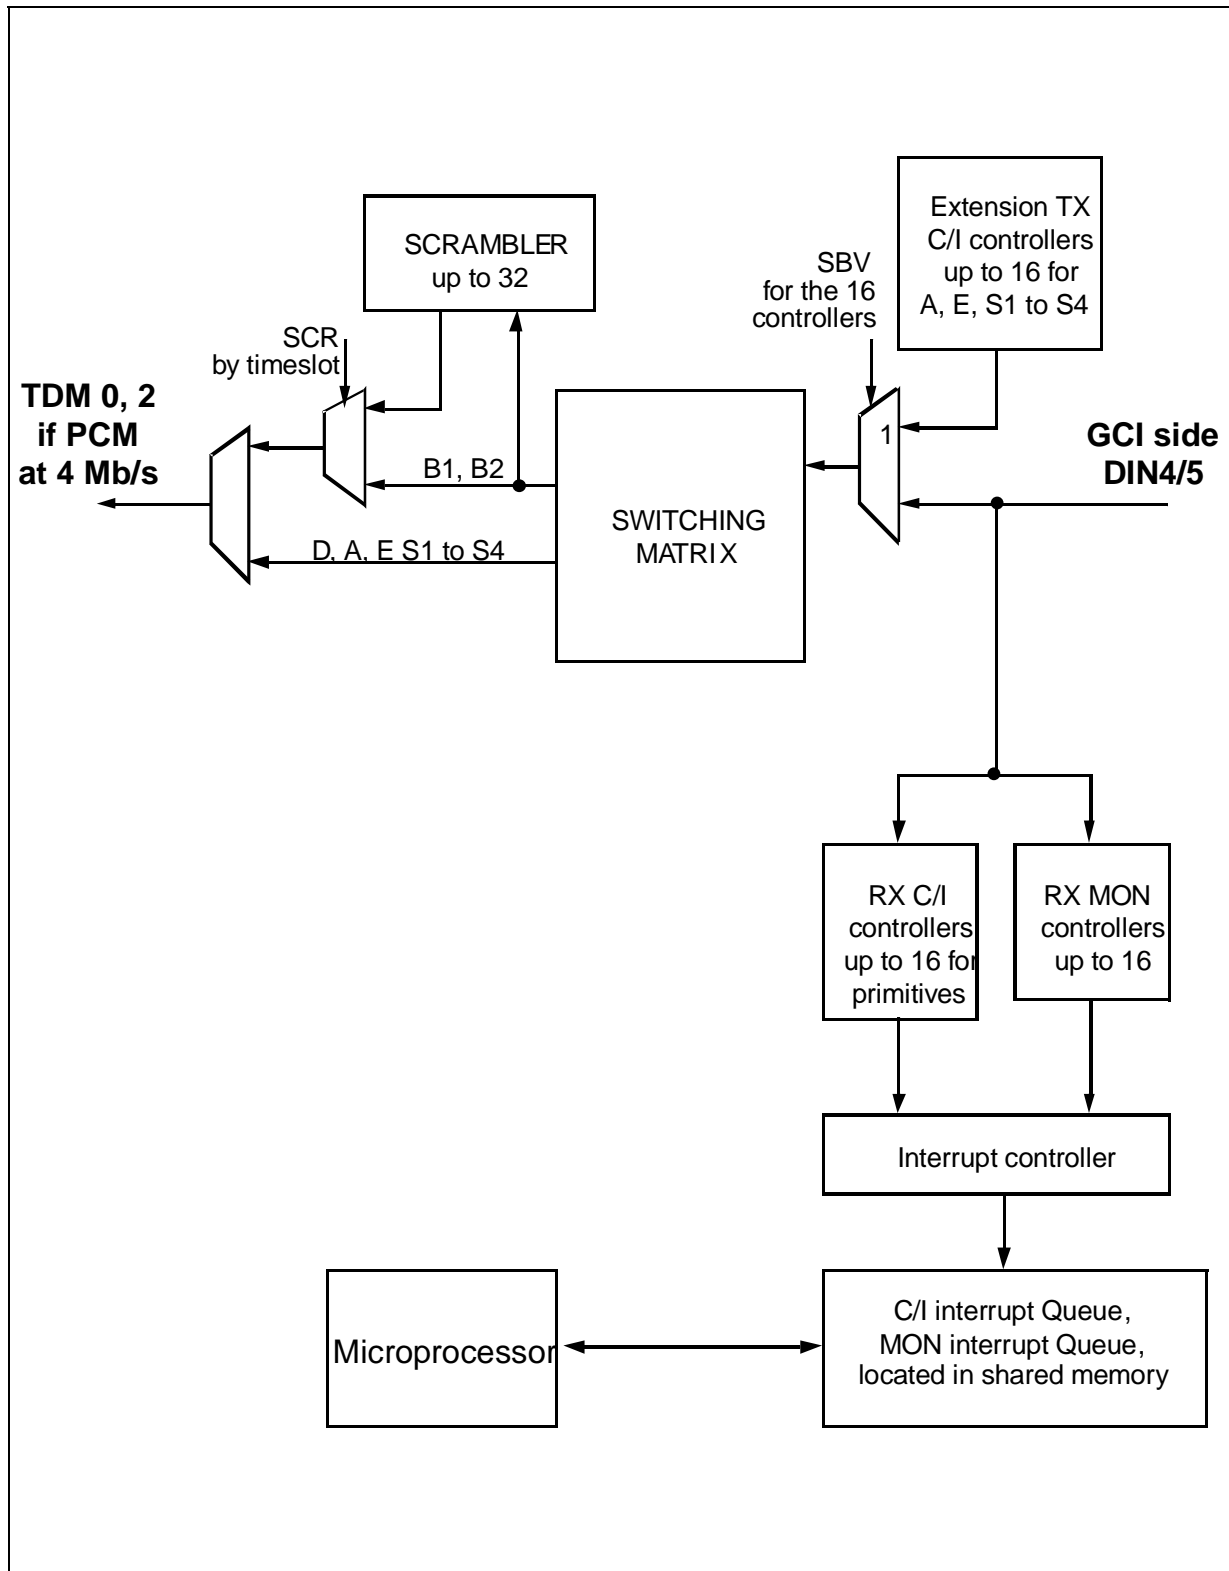 Extension TX
C/I controllers
up to 16 for
A, E, S1 to S4
SCRAMBLER
up to 32
SBV
for the 16
controllers
SCR
by timeslot
TDM 0, 2
if PCM
at 4 Mb/s
1
GCI side
DIN4/5
B1, B2
SWITCHING
MATRIX
D, A, E S1 to S4
RX C/I
controllers
up to 16 for
primitives
RX MON
controllers
up to 16
Interrupt controller
Microprocessor
C/I interrupt Queue,
MON interrupt Queue,
located in shared memory